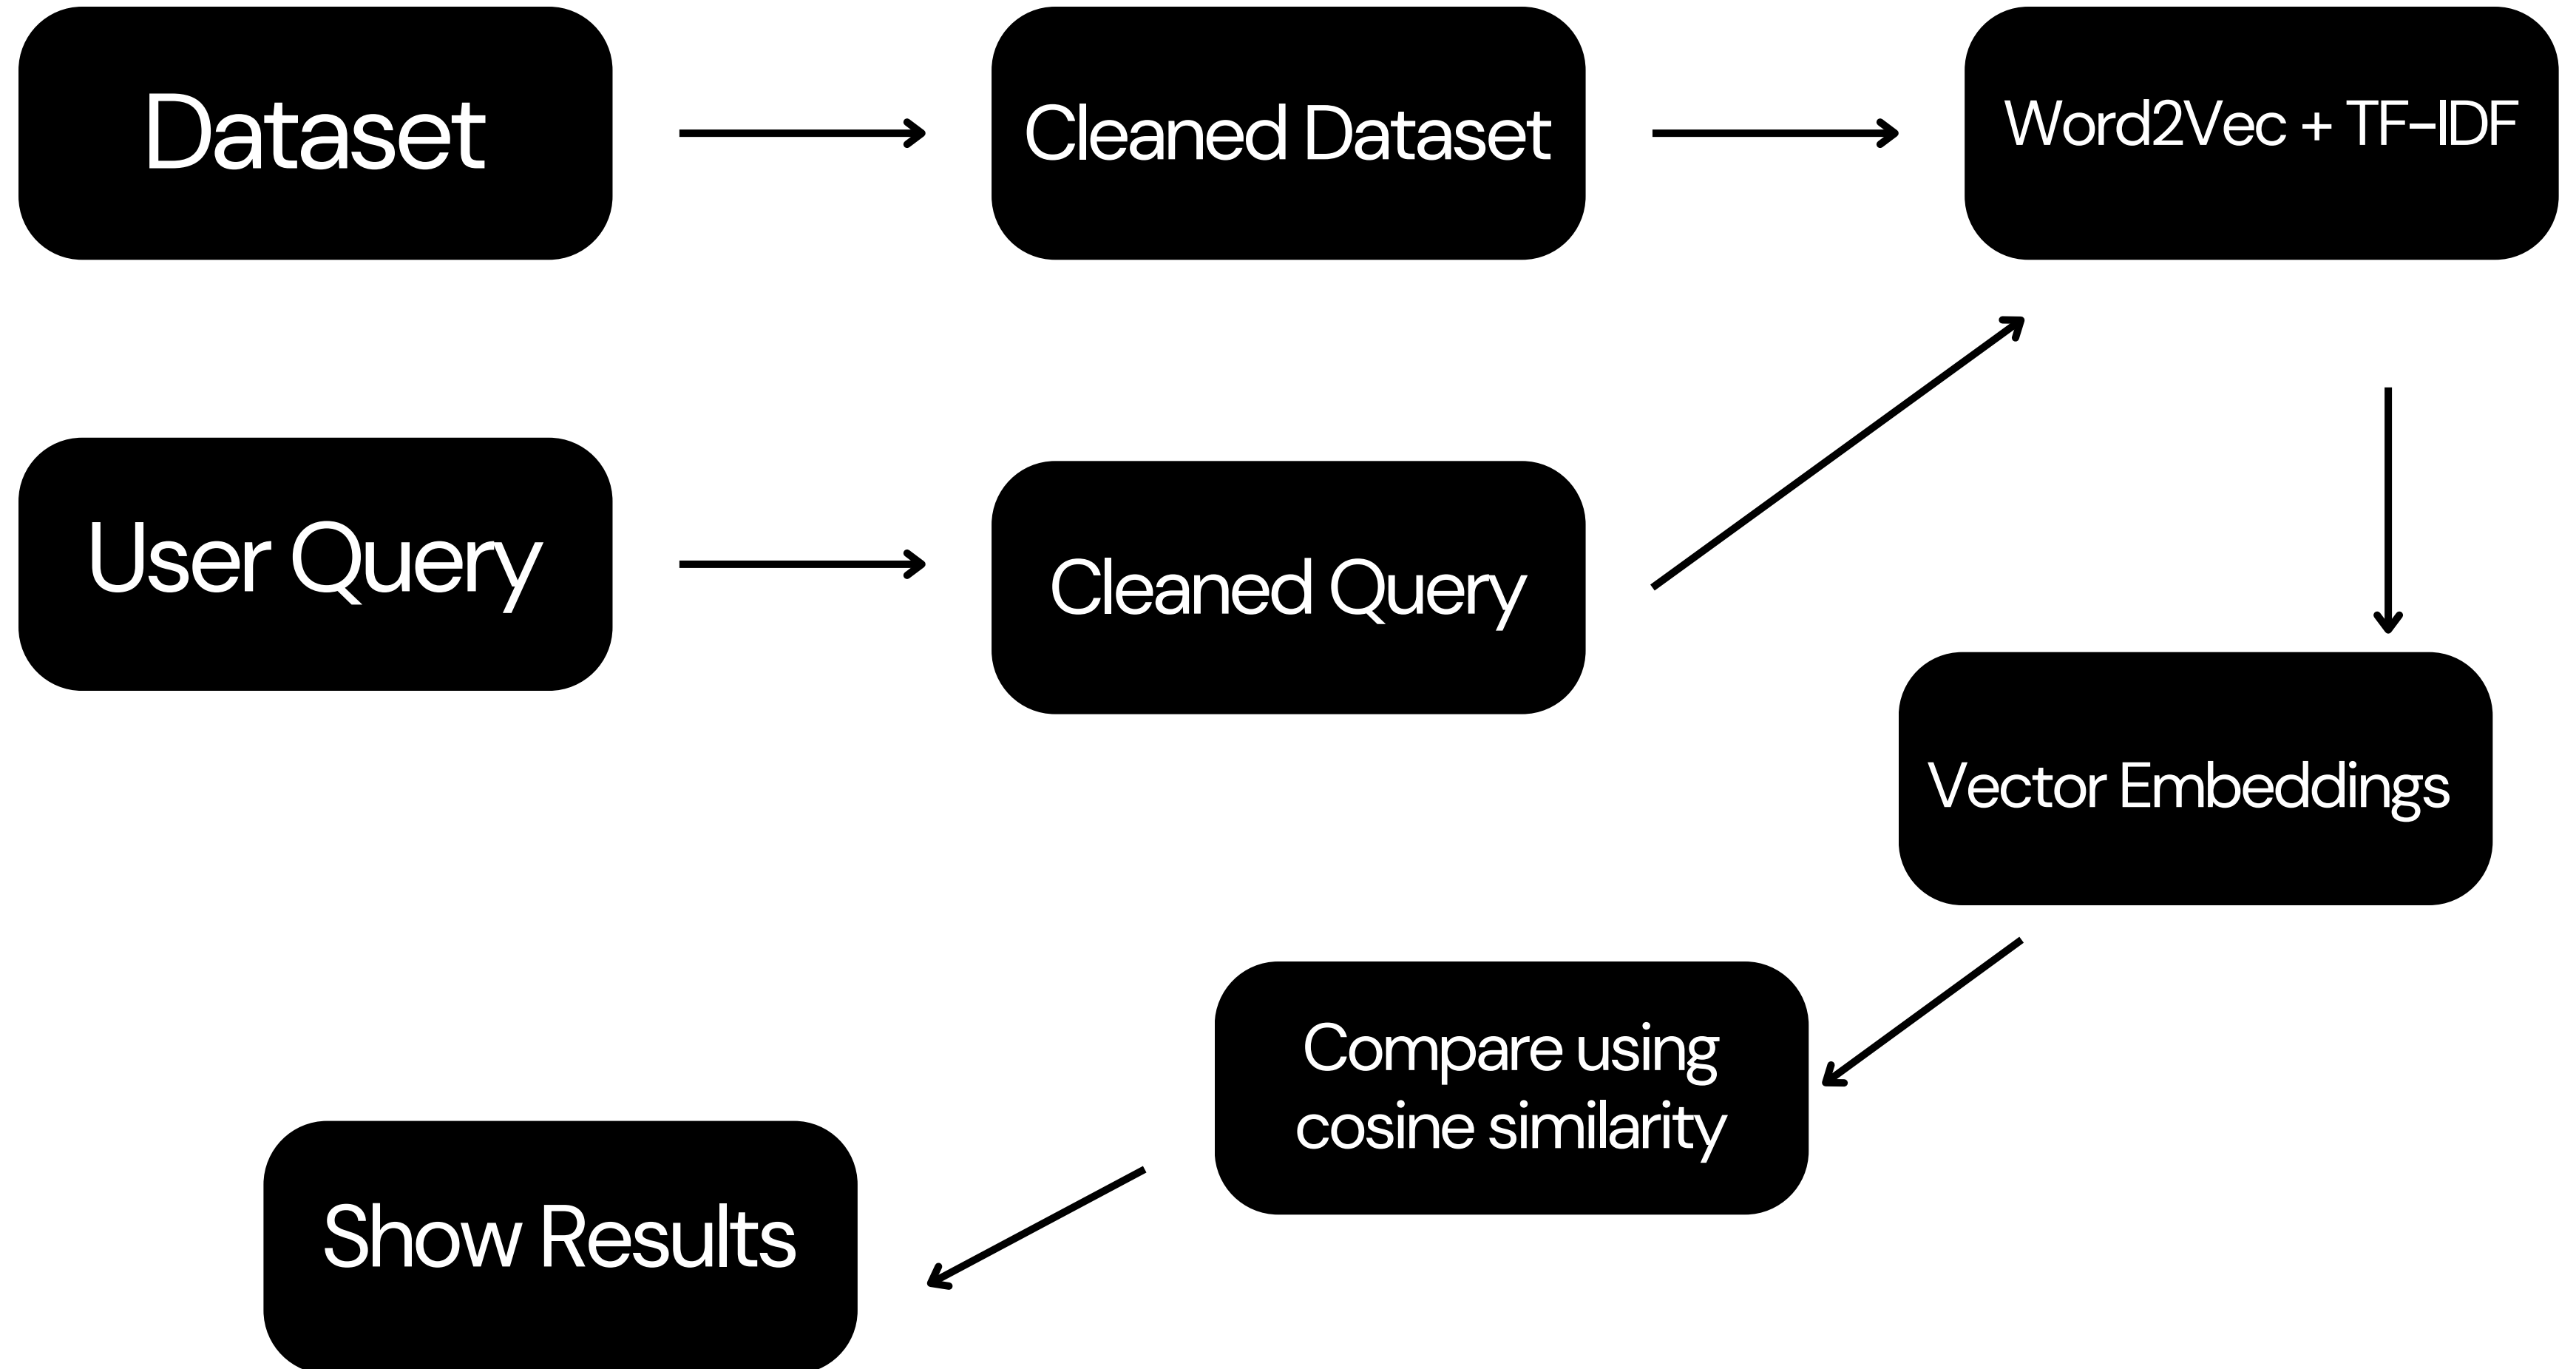 Dataset
Cleaned Dataset
Word2Vec + TF-IDF
User Query
Cleaned Query
Vector Embeddings
Compare using
cosine similarity
Show Results